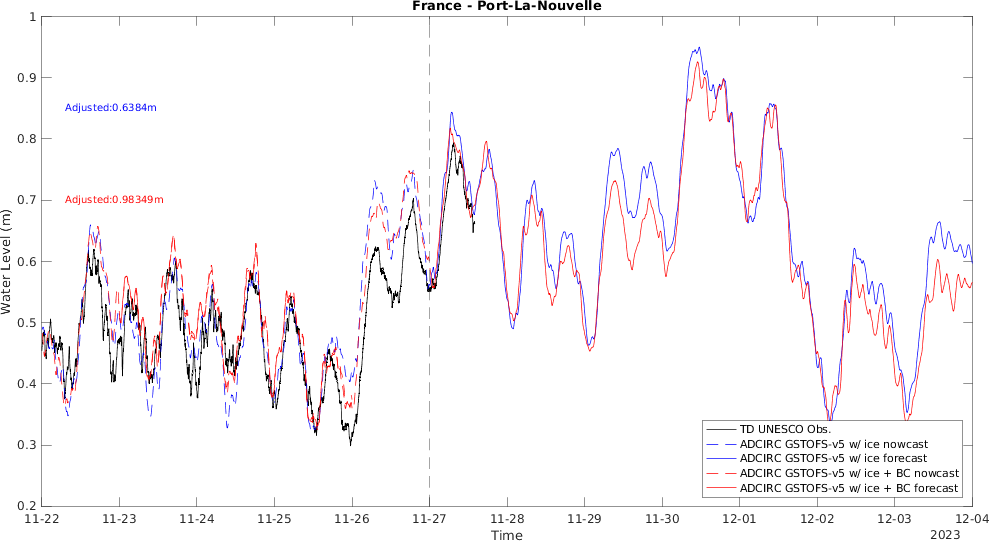 France - Port-La-Nouvelle
1
0.9
0.8
0.7
0.6
0.5
0.4
0.3
0.2
Water Level (m)
Adjusted:0.6384m
Adjusted:0.98349m
TD UNESCO Obs.
ADCIRC GSTOFS-v5 w/ ice nowcast
ADCIRC GSTOFS-v5 w/ ice forecast
ADCIRC GSTOFS-v5 w/ ice + BC nowcast
ADCIRC GSTOFS-v5 w/ ice + BC forecast
11-22 11-23 11-24 11-25 11-26 11-27 11-28 11-29 11-30 12-01 12-02 12-03 12-04
Time
2023